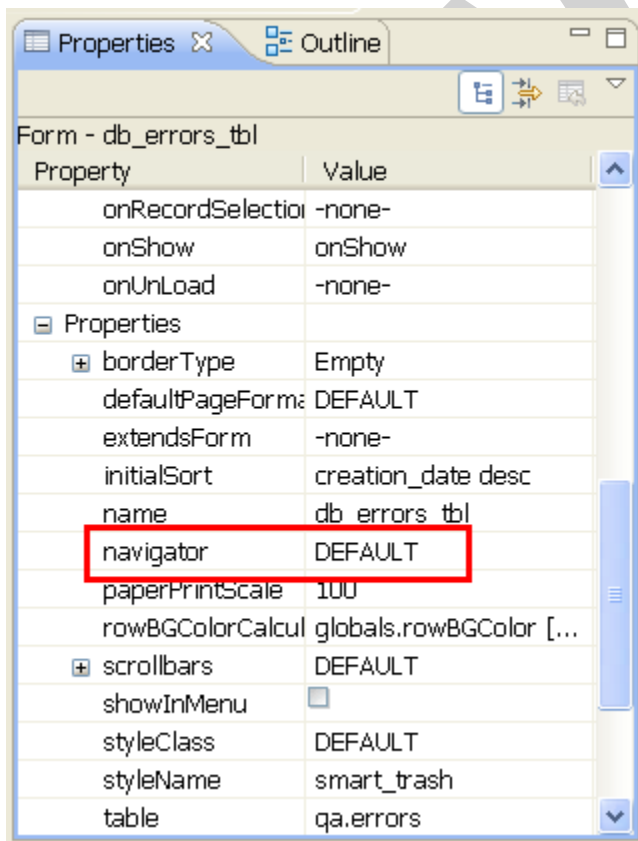 Properties Outline
Form - db_errors_tbl
Property Value
onRecordSelection -none-
onShow onShow
onUnLoad -none-
Properties
borderType Empty
defaultPageForma DEFAULT
extendsForm -none-
initialSort creation_date desc
name db_errors_tbl
navigator DEFAULT
paperPrintScale 100
rowBGColorCalcul globals.rowBGColor [...
scrollbars DEFAULT
showInMenu
styleClass DEFAULT
styleName smart_trash
table qa.errors